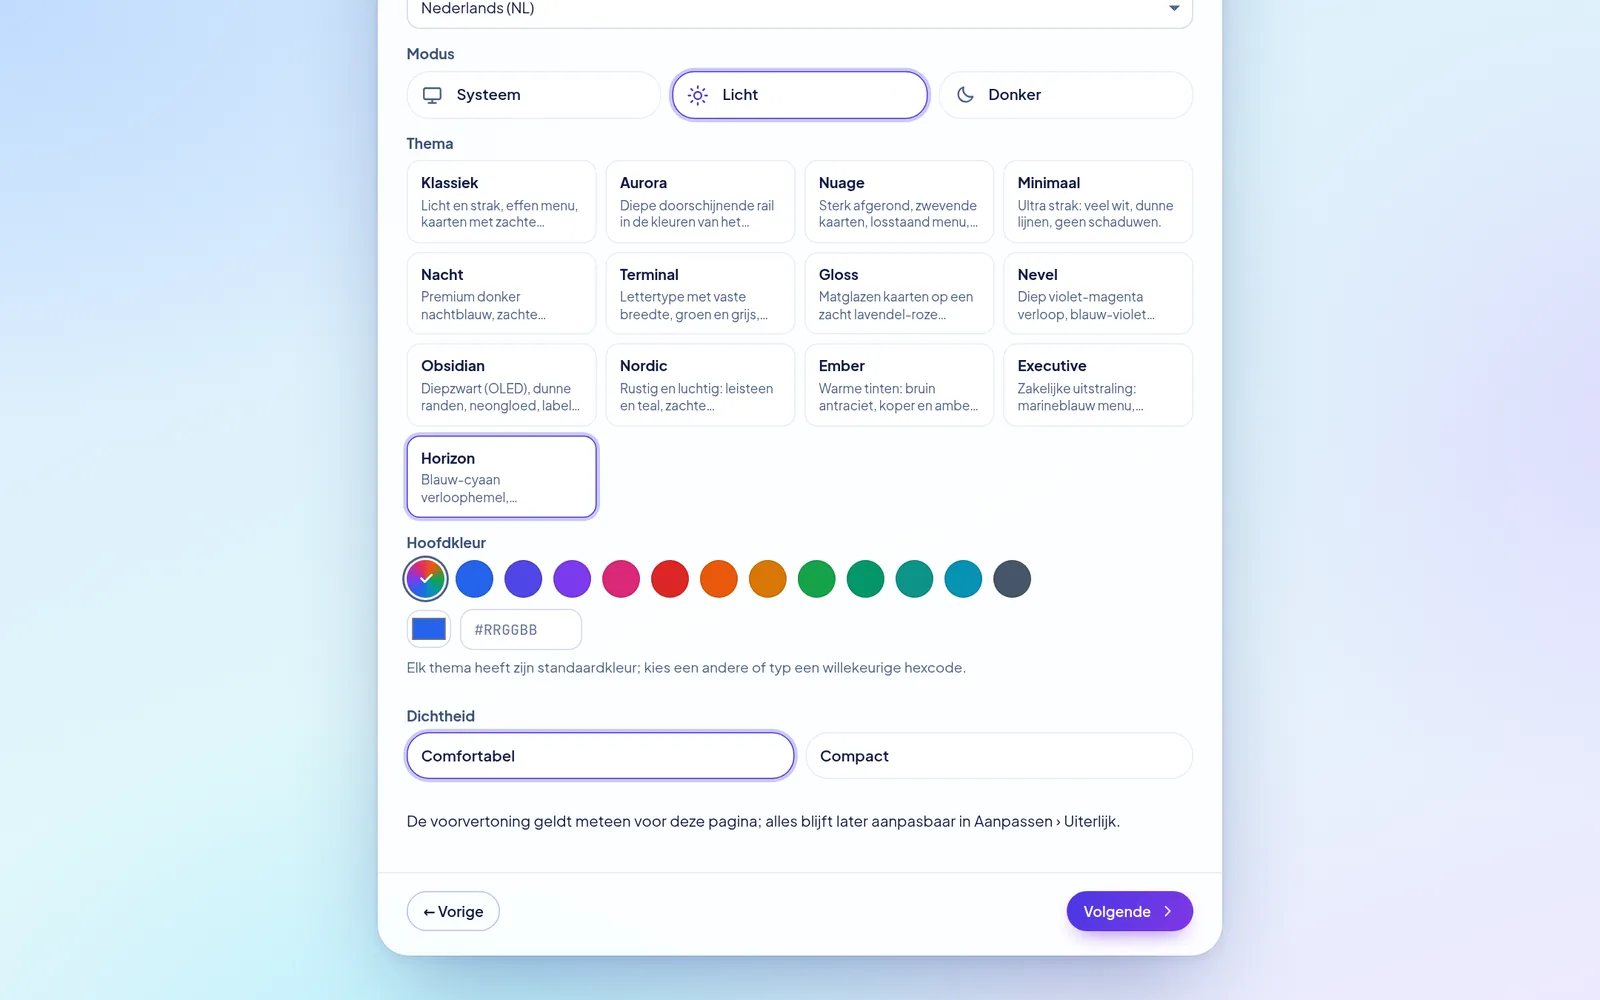 Nederlands (NL)
Modus
Systeem
Licht
Donker
Thema
Klassiek
Licht en strak, effen menu,
kaarten met zachte…
Aurora
Diepe doorschijnende rail
in de kleuren van het…
Nuage
Sterk afgerond, zwevende
kaarten, losstaand menu,…
Minimaal
Ultra strak: veel wit, dunne
lijnen, geen schaduwen.
Nacht
Premium donker
nachtblauw, zachte…
Terminal
Lettertype met vaste
breedte, groen en grijs,…
Gloss
Matglazen kaarten op een
zacht lavendel-roze…
Nevel
Diep violet-magenta
verloop, blauw-violet…
Obsidian
Diepzwart (OLED), dunne
randen, neongloed, label…
Nordic
Rustig en luchtig: leisteen
en teal, zachte…
Ember
Warme tinten: bruin
antraciet, koper en ambe…
Executive
Zakelijke uitstraling:
marineblauw menu,…
Horizon
Blauw-cyaan
verloophemel,…
Hoofdkleur
#RRGGBB
Elk thema heeft zijn standaardkleur; kies een andere of typ een willekeurige hexcode.
Dichtheid
Comfortabel
Compact
De voorvertoning geldt meteen voor deze pagina; alles blijft later aanpasbaar in Aanpassen › Uiterlijk.
← Vorige
Volgende